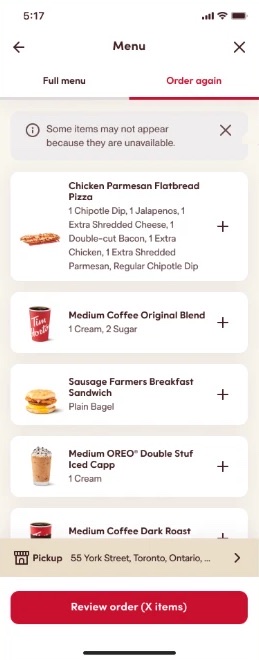 5:17
Menu
Full menu
Order again
Some items may not appear
because they are unavailable.
Chicken Parmesan Flatbread
Pizza
1 Chipotle Dip, 1 Jalapenos, 1
Extra Shredded Cheese, 1
Double-cut Bacon, 1 Extra
Chicken, 1 Extra Shredded
Parmesan, Regular Chipotle Dip
Medium Coffee Original Blend
1 Cream, 2 Sugar
Tim
Sausage Farmers Breakfast
Sandwich
Plain Bagel
Medium OREO® Double Stuf
Iced Capp
1 Cream
Medium Coffee Dark Roast
Pickup 55 York Street, Toronto, Ontario, ...
Review order (X items)